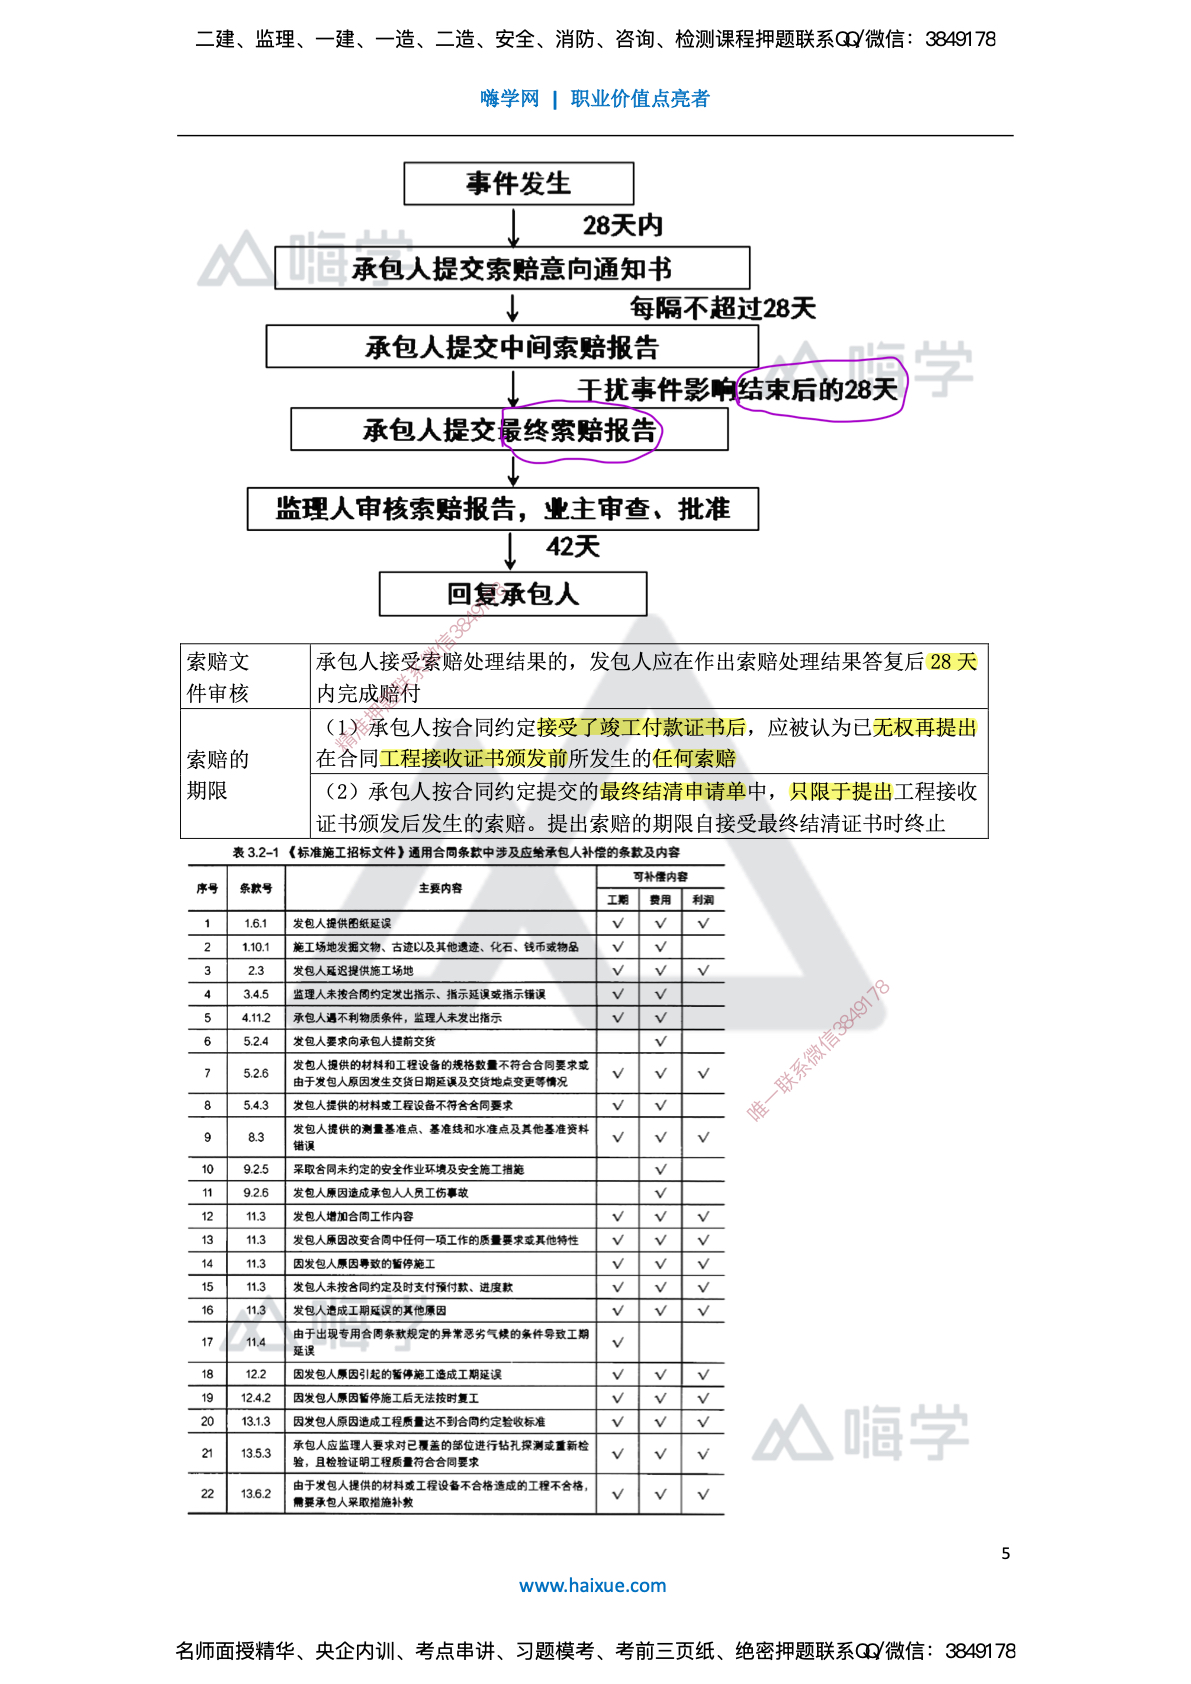 二建、监理、一建、一造、二造、安全、消防、咨询、检测课程押题联系QQ/微信：3849178
嗨学网 | 职业价值点亮者
事件发生
28天内
嗨学
承包人提交索赔意向通知书
每隔不超过28天
承包人提交中间索赔报告
嗨学
干扰事件影响结束后的28天
承包人提交最终索赔报告
监理人审核索赔报告，业主审查、批准
42天
回复承包人
精准押题联系微信3849178
索赔文件审核 承包人接受索赔处理结果的，发包人应在作出索赔处理结果答复后 28 天
内完成赔付
索赔的期限 （1）承包人按合同约定接受了竣工付款证书后，应被认为已无权再提出
在合同工程接收证书颁发前所发生的任何索赔
（2）承包人按合同约定提交的最终结清申请单中，只限于提出工程接收
证书颁发后发生的索赔。提出索赔的期限自接受最终结清证书时终止
表 3.2-1 《标准施工招标文件》通用合同条款中涉及应给承包人补偿的条款及内容
序号 条款号 主要内容 可补偿内容
工期 费用 利润
1 1.6.1 发包人提供图纸延误 √ √ √
2 1.10.1 施工场地发掘文物、古迹以及其他遗迹、化石、钱币或物品 √ √
3 2.3 发包人延迟提供施工场地 √ √ √
4 3.4.5 监理人未按合同约定发出指示、指示延误或指示错误 √ √
5 4.11.2 承包人遇不利物质条件，监理人未发出指示 √ √
6 5.2.4 发包人要求向承包人提前交货 √
7 5.2.6 发包人提供的材料和工程设备的规格数量不符合合同要求或
由于发包人原因发生交货日期延误及交货地点变更等情况 √ √ √
8 5.4.3 发包人提供的材料或工程设备不符合合同要求 √ √
9 8.3 发包人提供的测量基准点、基准线和水准点及其他基准资料
错误 √ √ √
10 9.2.5 采取合同未约定的安全作业环境及安全施工措施 √
11 9.2.6 发包人原因造成承包人人员工伤事故 √
12 11.3 发包人增加合同工作内容 √ √ √
13 11.3 发包人原因改变合同中任何一项工作的质量要求或其他特性 √ √ √
14 11.3 因发包人原因导致的暂停施工 √ √ √
15 11.3 发包人未按合同约定及时支付预付款、进度款 √ √ √
16 11.3 发包人造成工期延误的其他原因 √ √ √
17 11.4 由于出现专用合同条款规定的异常恶劣气候的条件导致工期
延误 √
18 12.2 因发包人原因引起的暂停施工造成工期延误 √ √ √
19 12.4.2 因发包人原因暂停施工后无法按时复工 √ √ √
20 13.1.3 因发包人原因造成工程质量达不到合同约定验收标准 √ √ √
21 13.5.3 承包人应监理人要求对已覆盖的部位进行钻孔探测或重新检
验，且检验证明工程质量符合合同要求 √ √ √
22 13.6.2 由于发包人提供的材料或工程设备不合格造成的工程不合格，
需要承包人采取措施补救 √ √ √
唯一联系微信3849178
嗨学
嗨学
5
www.haixue.com
名师面授精华、央企内训、考点串讲、习题模考、考前三页纸、绝密押题联系QQ/微信：3849178